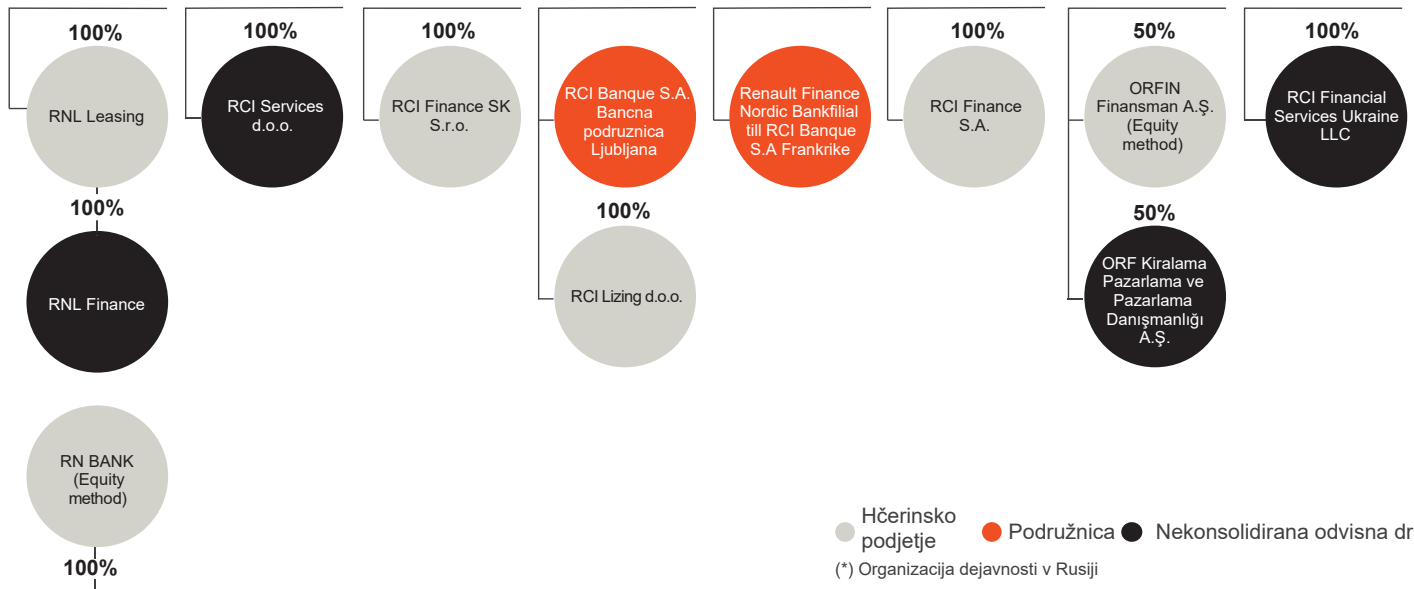 100%
RNL Leasing
100%
RNL Finance
RN BANK
(Equity
method)
100%
100%
RCI Services
d.o.o.
100%
RCI Finance SK
S.r.o.
RCI Banque S.A.
Bancna
podruznica
Ljubljana
100%
RCI Lizing d.o.o.
Renault Finance
Nordic Bankfilial
till RCI Banque
S.A Frankrike
100%
RCI Finance
S.A.
50%
ORFIN
Finansman A.Ş.
(Equity
method)
50%
ORF Kiralama
Pazarlama ve
Pazarlama
Danışmanlığı
A.Ş.
100%
RCI Financial
Services Ukraine
LLC
Hčerinsko
podjetje
Podružnica
Nekonsolidirana odvisna dr
(*) Organizacija dejavnosti v Rusiji